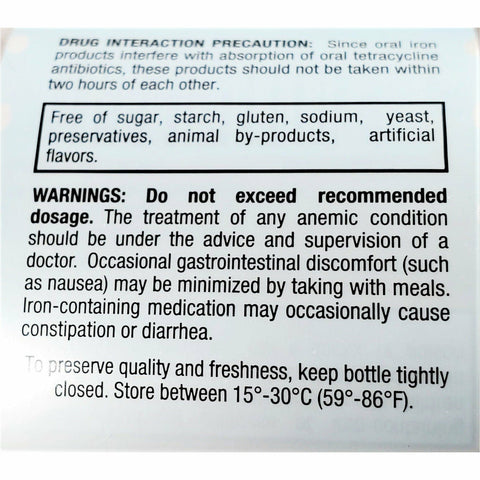 DRUG INTERACTION PRECAUTION: Since oral iron
products interfere with absorption of oral tetracycline
antibiotics, these products should not be taken within
two hours of each other.
Free of sugar, starch, gluten, sodium, yeast,
preservatives, animal by-products, artificial
flavors.
WARNINGS: Do not exceed recommended
dosage. The treatment of any anemic condition
should be under the advice and supervision of a
doctor. Occasional gastrointestinal discomfort (such
as nausea) may be minimized by taking with meals.
Iron-containing medication may occasionally cause
constipation or diarrhea.
To preserve quality and freshness, keep bottle tightly
closed. Store between 15°-30°C (59°-86°F).